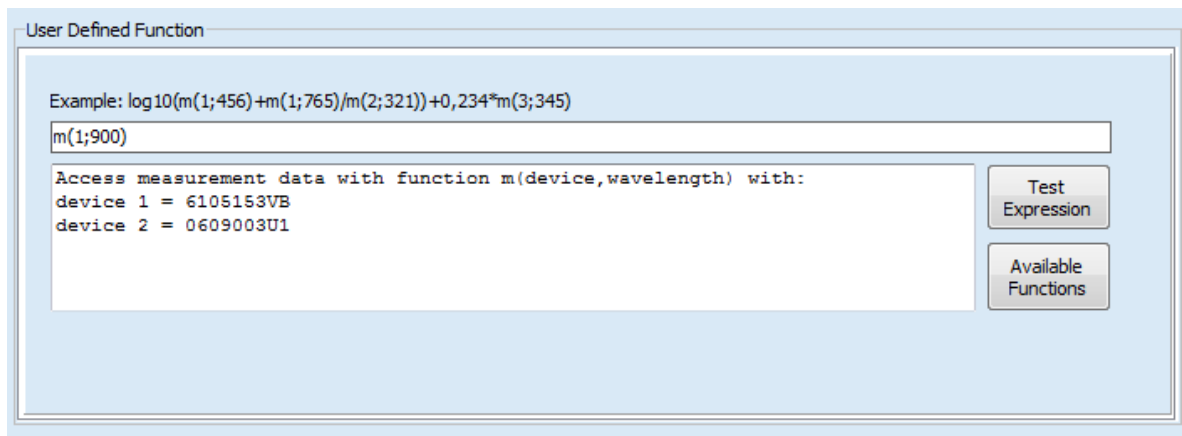 User Defined Function
Example: log10(m(1;456)+m(1;765)/m(2;321))+0,234*m(3;345)
m(1;900)
Access measurement data with function m(device,wavelength) with:
device 1 = 6105153VB
device 2 = 0609003U1
Test
Expression
Available
Functions